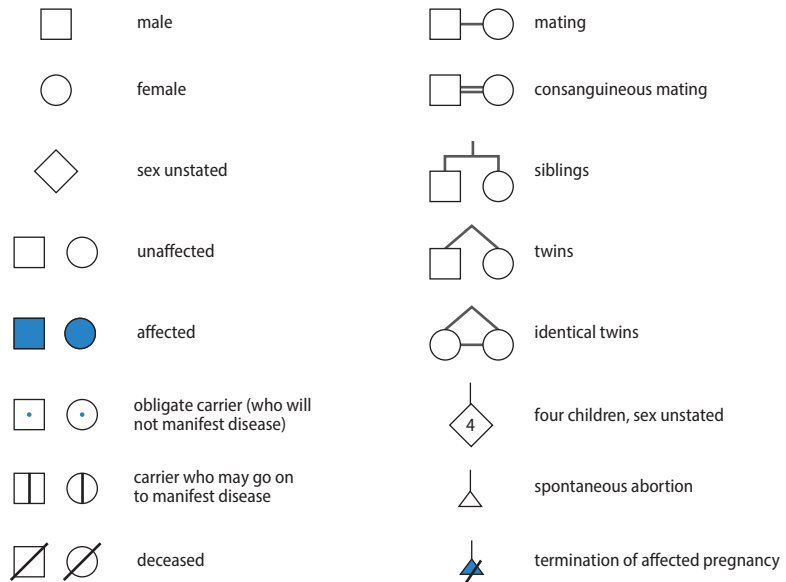 male
female
sex unstated
unaffected
affected
obligate carrier (who will
not manifest disease)
carrier who may go on
to manifest disease
deceased
mating
consanguineous mating
siblings
twins
identical twins
4
four children, sex unstated
spontaneous abortion
termination of affected pregnancy